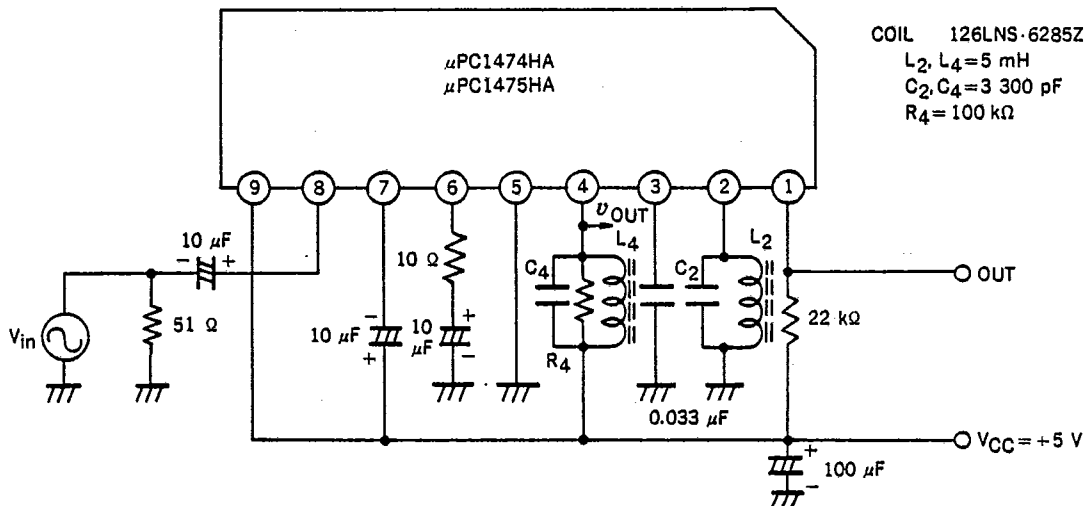 μPC1474HA
μPC1475HA
COIL 126LNS·6285Z
L2, L4=5 mH
C2, C4=3 300 pF
R4=100 kΩ
9 8 7 6 5 4 3 2 1
vOUT
10 μF
- +
10 Ω
C4
L4
C2
L2
OUT
Vin
51 Ω
22 kΩ
-
10 μF
+
+
10 μF
-
R4
0.033 μF
VCC=+5 V
+
100 μF
-